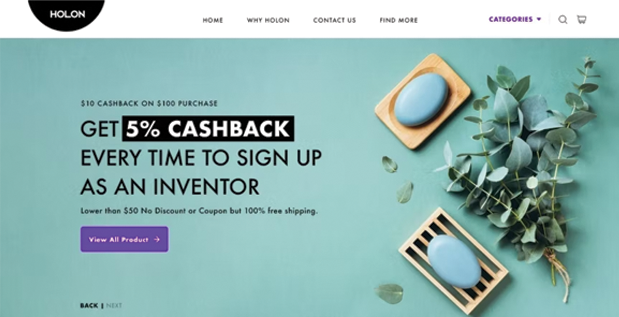 HOLON
HOME WHY HOLON CONTACT US FIND MORE CATEGORIES
$10 CASHBACK ON $100 PURCHASE
GET 5% CASHBACK
EVERY TIME TO SIGN UP
AS AN INVENTOR
Lower than $50 No Discount or Coupon but 100% free shipping.
View All Product →
BACK | NEXT